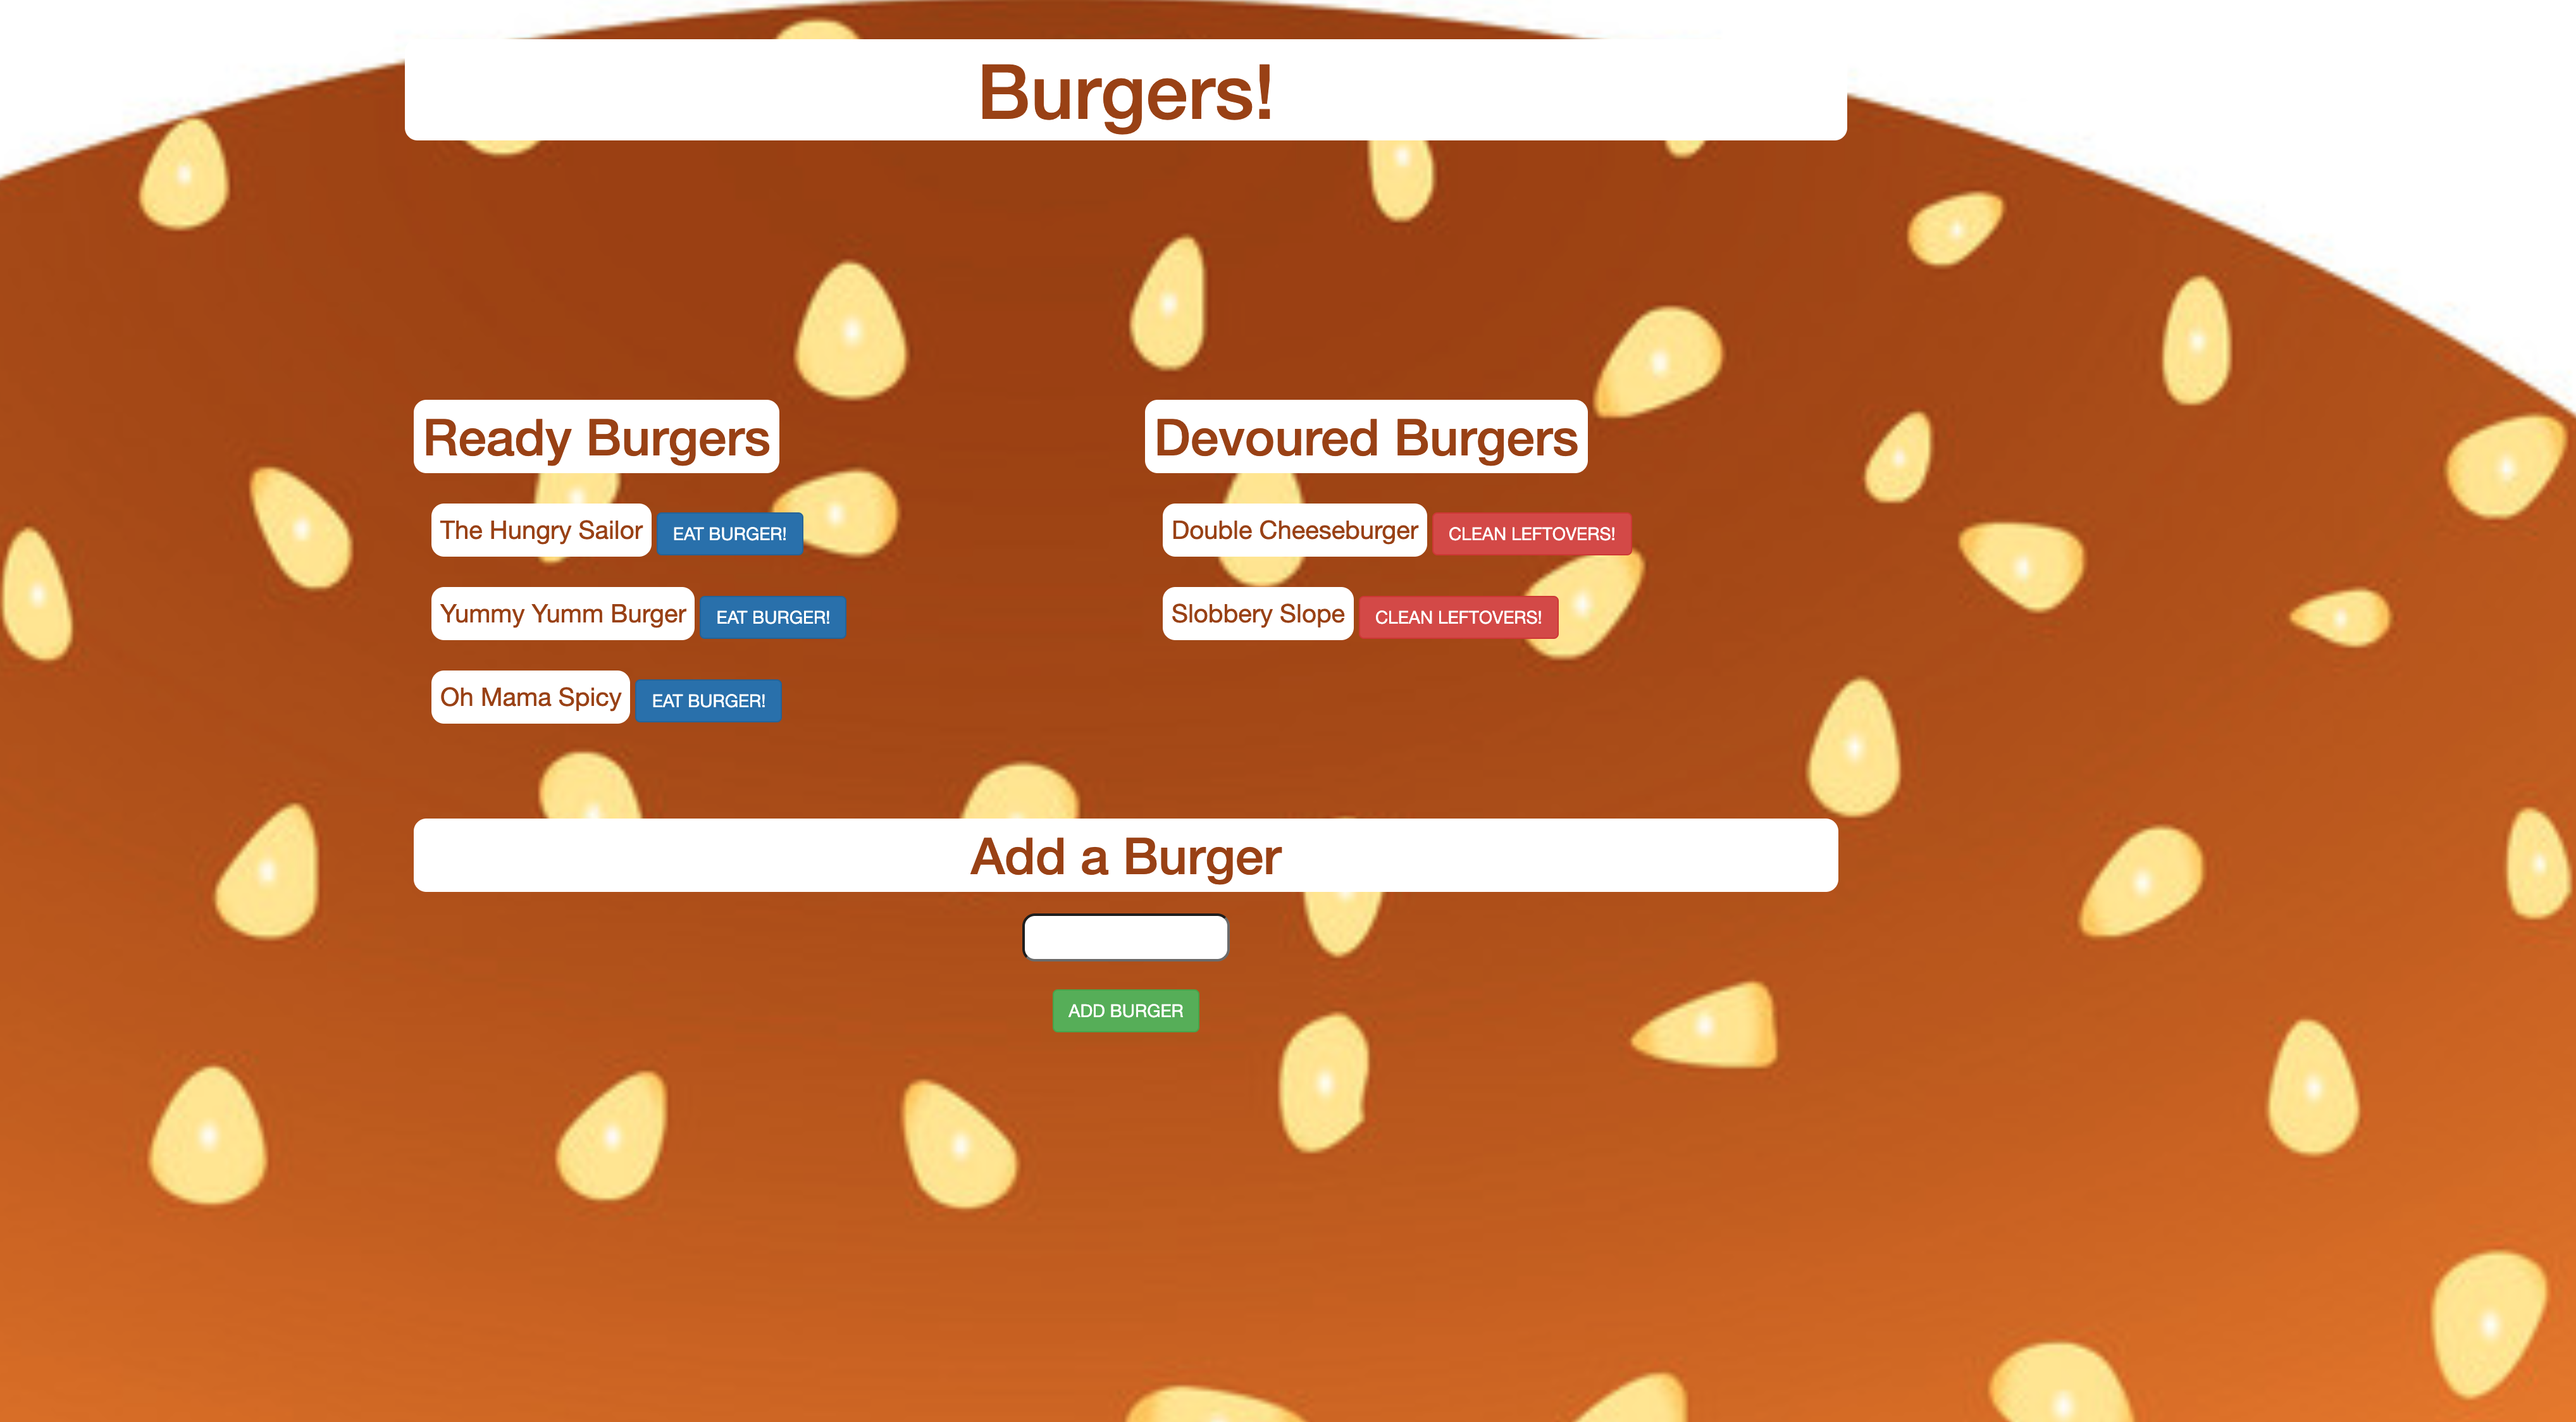 Burgers!
Ready Burgers
The Hungry Sailor EAT BURGER!
Yummy Yumm Burger EAT BURGER!
Oh Mama Spicy EAT BURGER!
Devoured Burgers
Double Cheeseburger CLEAN LEFTOVERS!
Slobbery Slope CLEAN LEFTOVERS!
Add a Burger
ADD BURGER